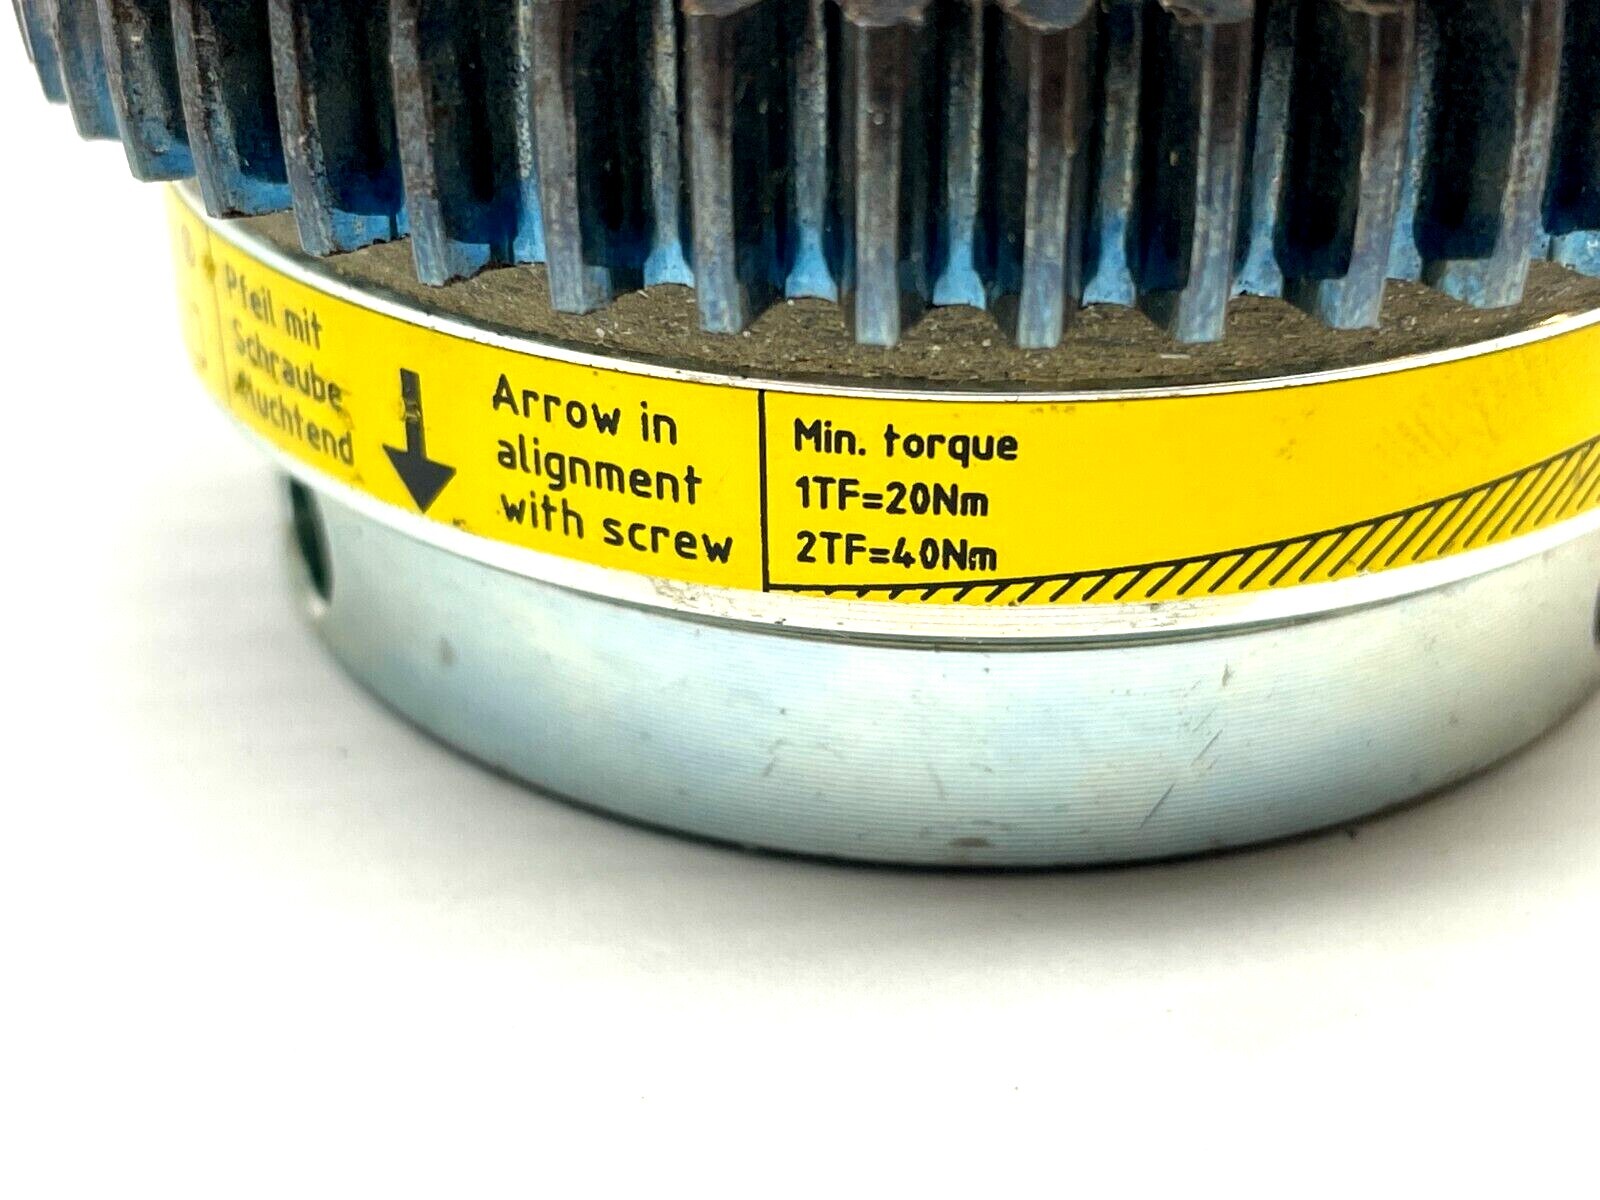 Pfeil mit
Schraube
fluchtend
Arrow in
alignment
with screw
Min. torque
1TF=20Nm
2TF=40Nm